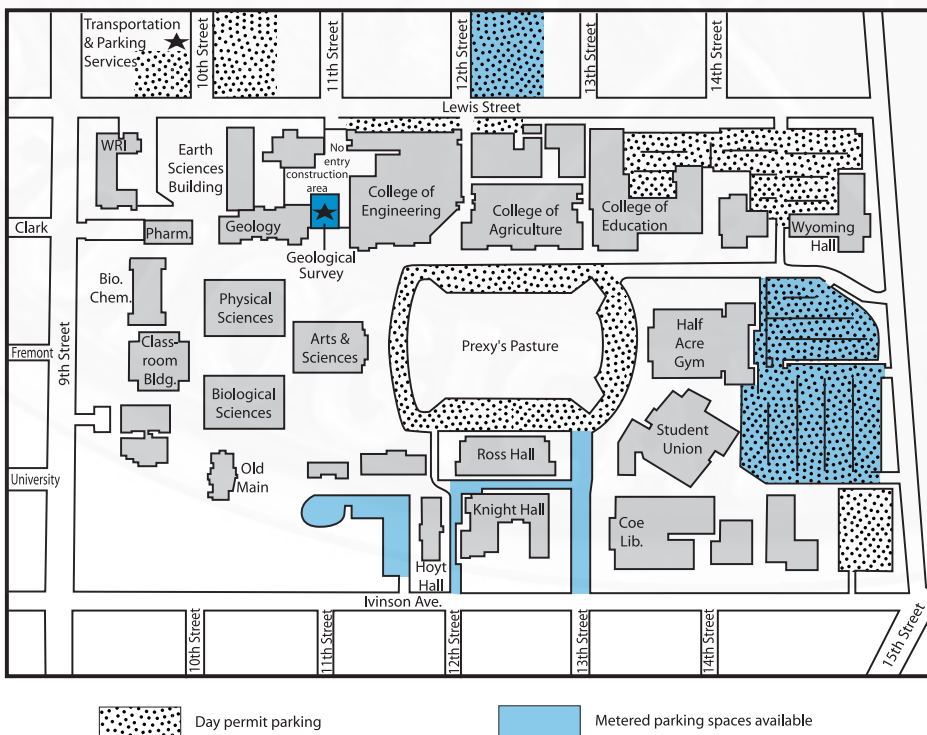 Transportation
& Parking
Services
10th Street
11th Street
12th Street
13th Street
14th Street
Lewis Street
WRI
Earth
Sciences
Building
No
entry
construction
area
College of
Engineering
College of
Agriculture
College of
Education
Clark
Pharm.
Geology
Geological
Survey
Wyoming
Hall
Bio.
Chem.
Physical
Sciences
Arts &
Sciences
Prexy's Pasture
Half
Acre
Gym
Fremont
9th Street
Class-
room
Bldg.
Biological
Sciences
Student
Union
University
Old
Main
Ross Hall
Knight Hall
Coe
Lib.
Hoyt
Hall
Ivinson Ave.
10th Street
11th Street
12th Street
13th Street
14th Street
15th Street
Day permit parking
Metered parking spaces available